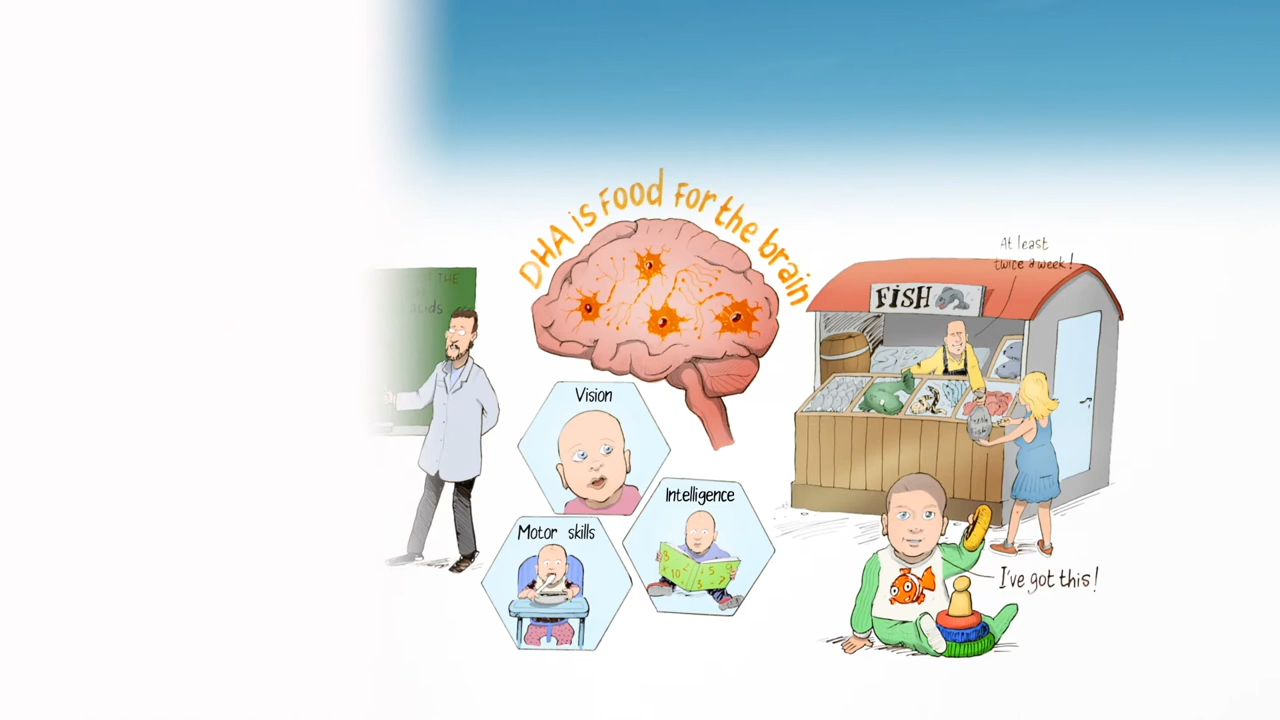 DHA is Food For the brain
THE
acids
Vision
Motor skills
Intelligence
At least
twice a week!
FISH
I've got this!